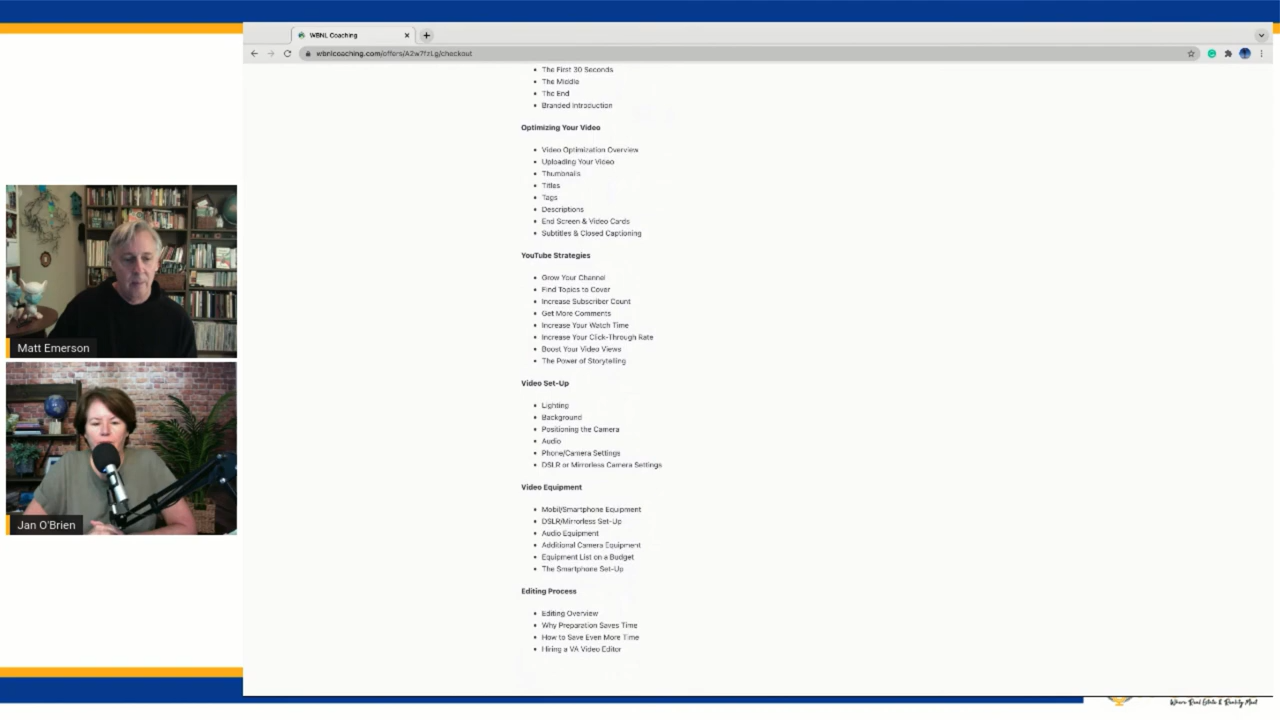 WBNL Coaching
wbnlcoaching.com/offers/A2w7fzLg/checkout
The First 30 Seconds
The Middle
The End
Branded Introduction
Optimizing Your Video
Video Optimization Overview
Uploading Your Video
Thumbnails
Titles
Tags
Descriptions
End Screen & Video Cards
Subtitles & Closed Captioning
YouTube Strategies
Grow Your Channel
Find Topics to Cover
Increase Subscriber Count
Get More Comments
Increase Your Watch Time
Increase Your Click-Through Rate
Boost Your Video Views
The Power of Storytelling
Video Set-Up
Lighting
Background
Positioning the Camera
Audio
Phone/Camera Settings
DSLR or Mirrorless Camera Settings
Video Equipment
Mobil/Smartphone Equipment
DSLR/Mirrorless Set-Up
Audio Equipment
Additional Camera Equipment
Equipment List on a Budget
The Smartphone Set-Up
Editing Process
Editing Overview
Why Preparation Saves Time
How to Save Even More Time
Hiring a VA Video Editor
Matt Emerson
Jan O'Brien
Where Real Estate & Reality Meet